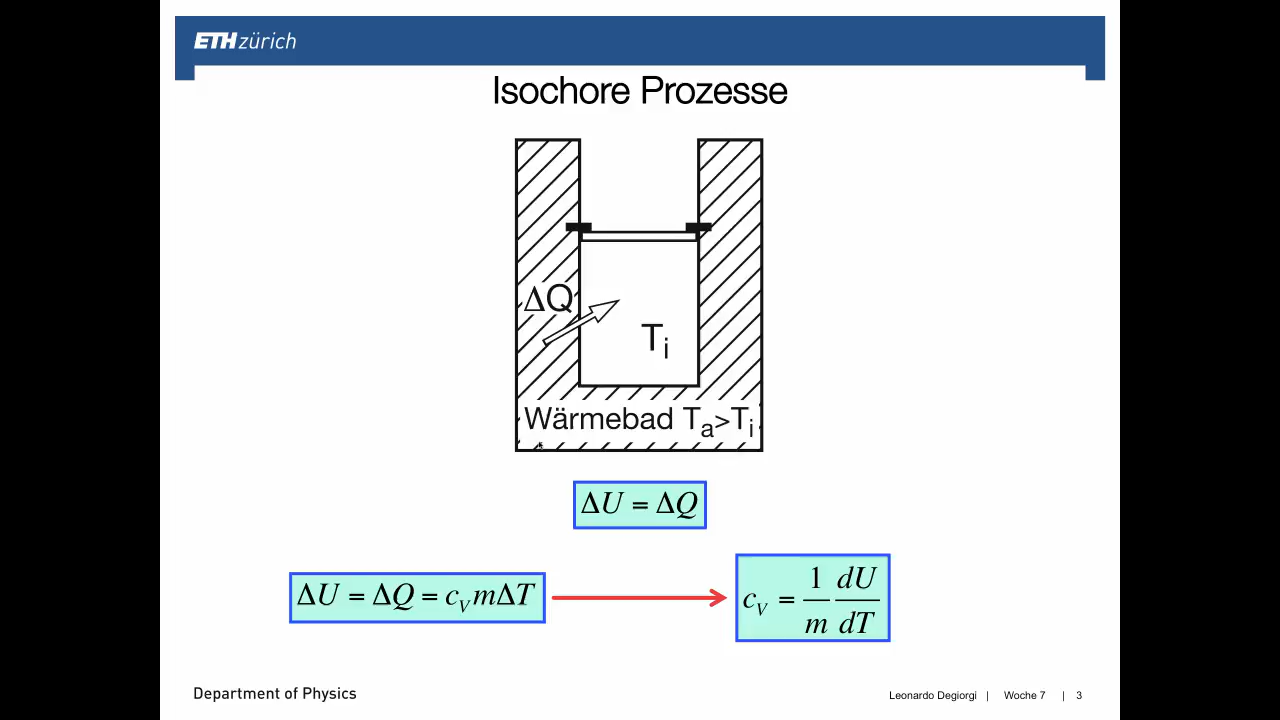 ETH zürich
Isochore Prozesse
ΔQ
T_i
Wärmebad T_a>T_i
ΔU = ΔQ
ΔU = ΔQ = c_V mΔT
c_V = 1/m dU/dT
Department of Physics
Leonardo Degiorgi | Woche 7 | 3